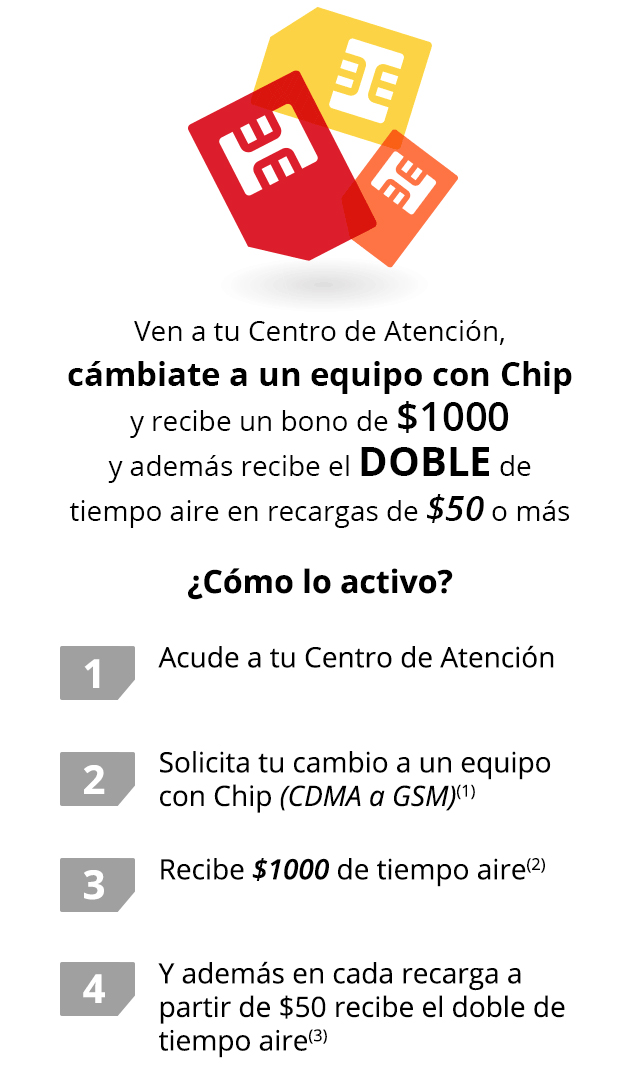 Ven a tu Centro de Atención,
cámbiate a un equipo con Chip
y recibe un bono de $1000
y además recibe el DOBLE de
tiempo aire en recargas de $50 o más
¿Cómo lo activo?
1 Acude a tu Centro de Atención
2 Solicita tu cambio a un equipo
con Chip (CDMA a GSM)(1)
3 Recibe $1000 de tiempo aire(2)
4 Y además en cada recarga a
partir de $50 recibe el doble de
tiempo aire(3)